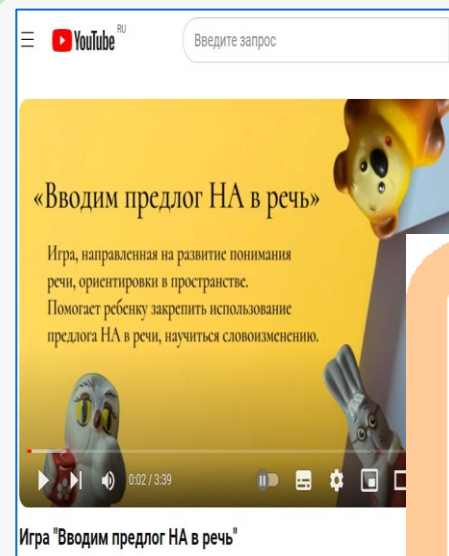 YouTube RU
Введите запрос
«Вводим предлог НА в речь»
Игра, направленная на развитие понимания
речи, ориентировки в пространстве.
Помогает ребенку закрепить использование
предлога НА в речи, научиться словоизменению.
0:02 / 3:39
Игра "Вводим предлог НА в речь"